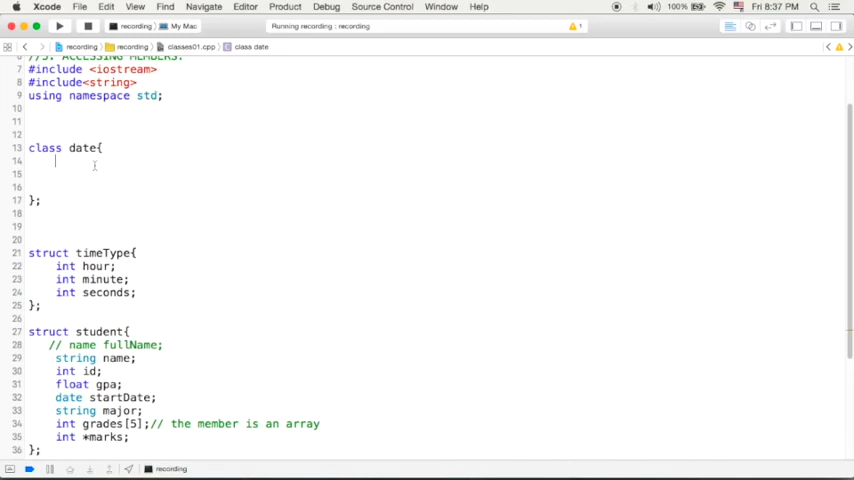 Xcode File Edit View Find Navigate Editor Product Debug Source Control Window Help 100% Fri 8:37 PM
recording My Mac Running recording : recording 1
recording recording classes01.cpp class date
6 //5. ACCESSING MEMBERS.
7 #include <iostream>
8 #include<string>
9 using namespace std;
10
11
12
13 class date{
14
15
16
17 };
18
19
20
21 struct timeType{
22 int hour;
23 int minute;
24 int seconds;
25 };
26
27 struct student{
28 // name fullName;
29 string name;
30 int id;
31 float gpa;
32 date startDate;
33 string major;
34 int grades[5];// the member is an array
35 int *marks;
36 };
recording